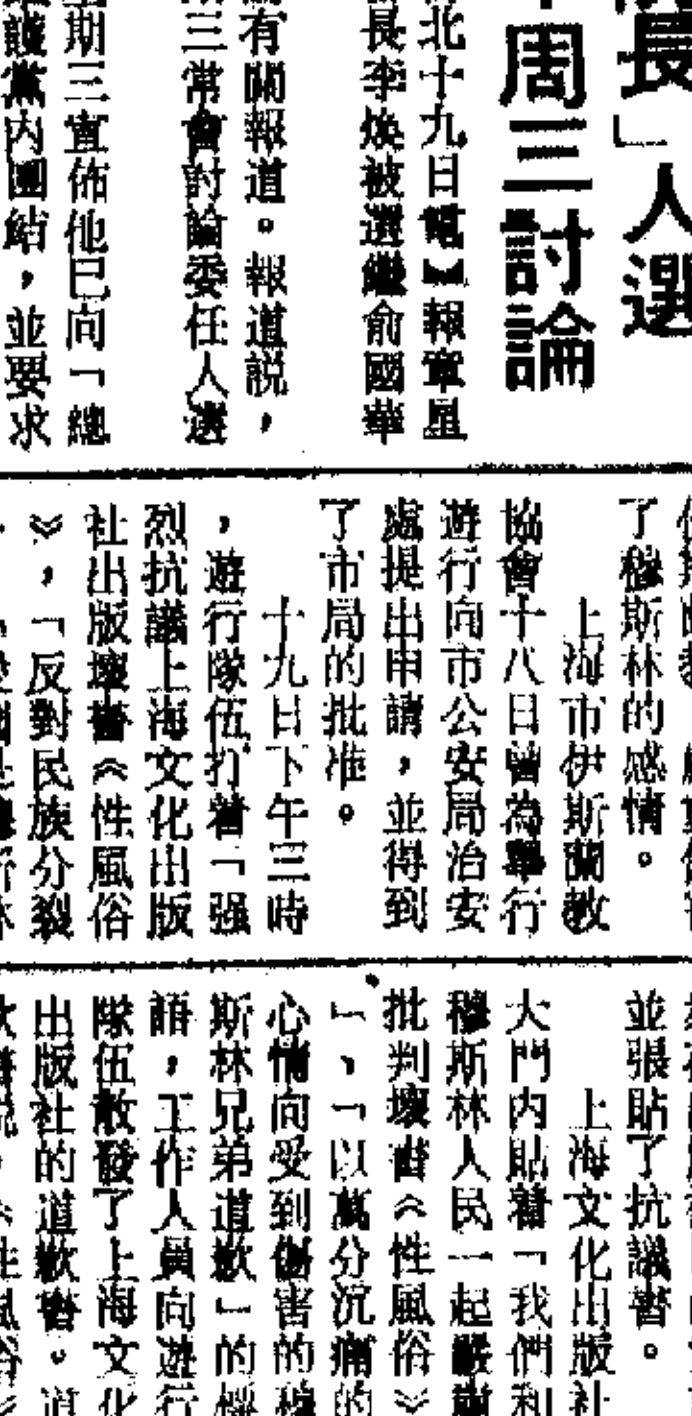 長」人選
周三討論
北十九日電】報章星
長李煥被選繼俞國華
有關報道。報道説，
三常會討論委任人選
期三宣佈他已向「總
護黨内團結，並要求
了穆斯林的感情。
上海市伊斯蘭教
協會十八日曾為舉行
遊行向市公安局治安
處提出申請，並得到
了市局的批准。
十九日下午三時
，遊行隊伍打着「强
烈抗議上海文化出版
社出版壞書《性風俗
》，「反對民族分裂
並張貼了抗議書。
上海文化出版社
大門内貼着「我們和
穆斯林人民一起嚴肅
批判壞書《性風俗》
」、「以萬分沉痛的
心情向受到傷害的穆
斯林兄弟道歉」的標
語，工作人員向遊行
隊伍散發了上海文化
出版社的道歉書。道